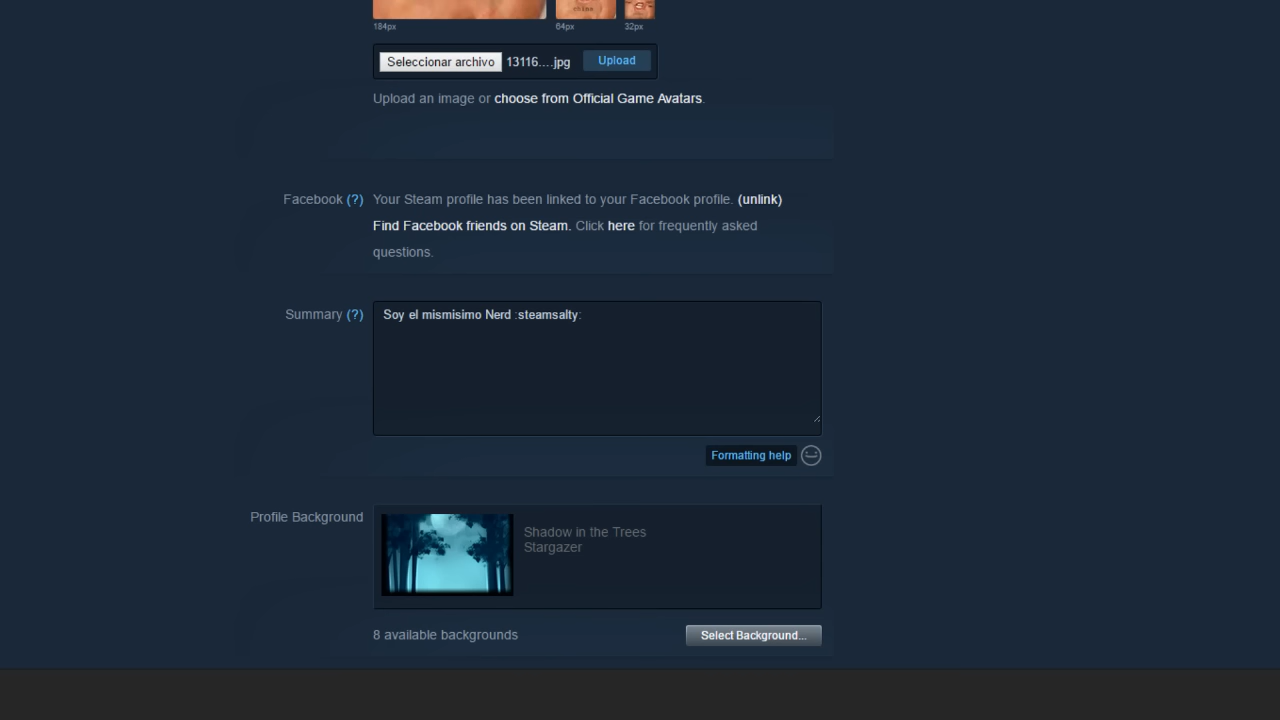 184px
64px
32px
Seleccionar archivo 13116....jpg Upload
Upload an image or choose from Official Game Avatars.
Facebook (?) Your Steam profile has been linked to your Facebook profile. (unlink)
Find Facebook friends on Steam. Click here for frequently asked
questions.
Summary (?) Soy el mismisimo Nerd :steamsalty:
Formatting help
Profile Background
Shadow in the Trees
Stargazer
8 available backgrounds Select Background...